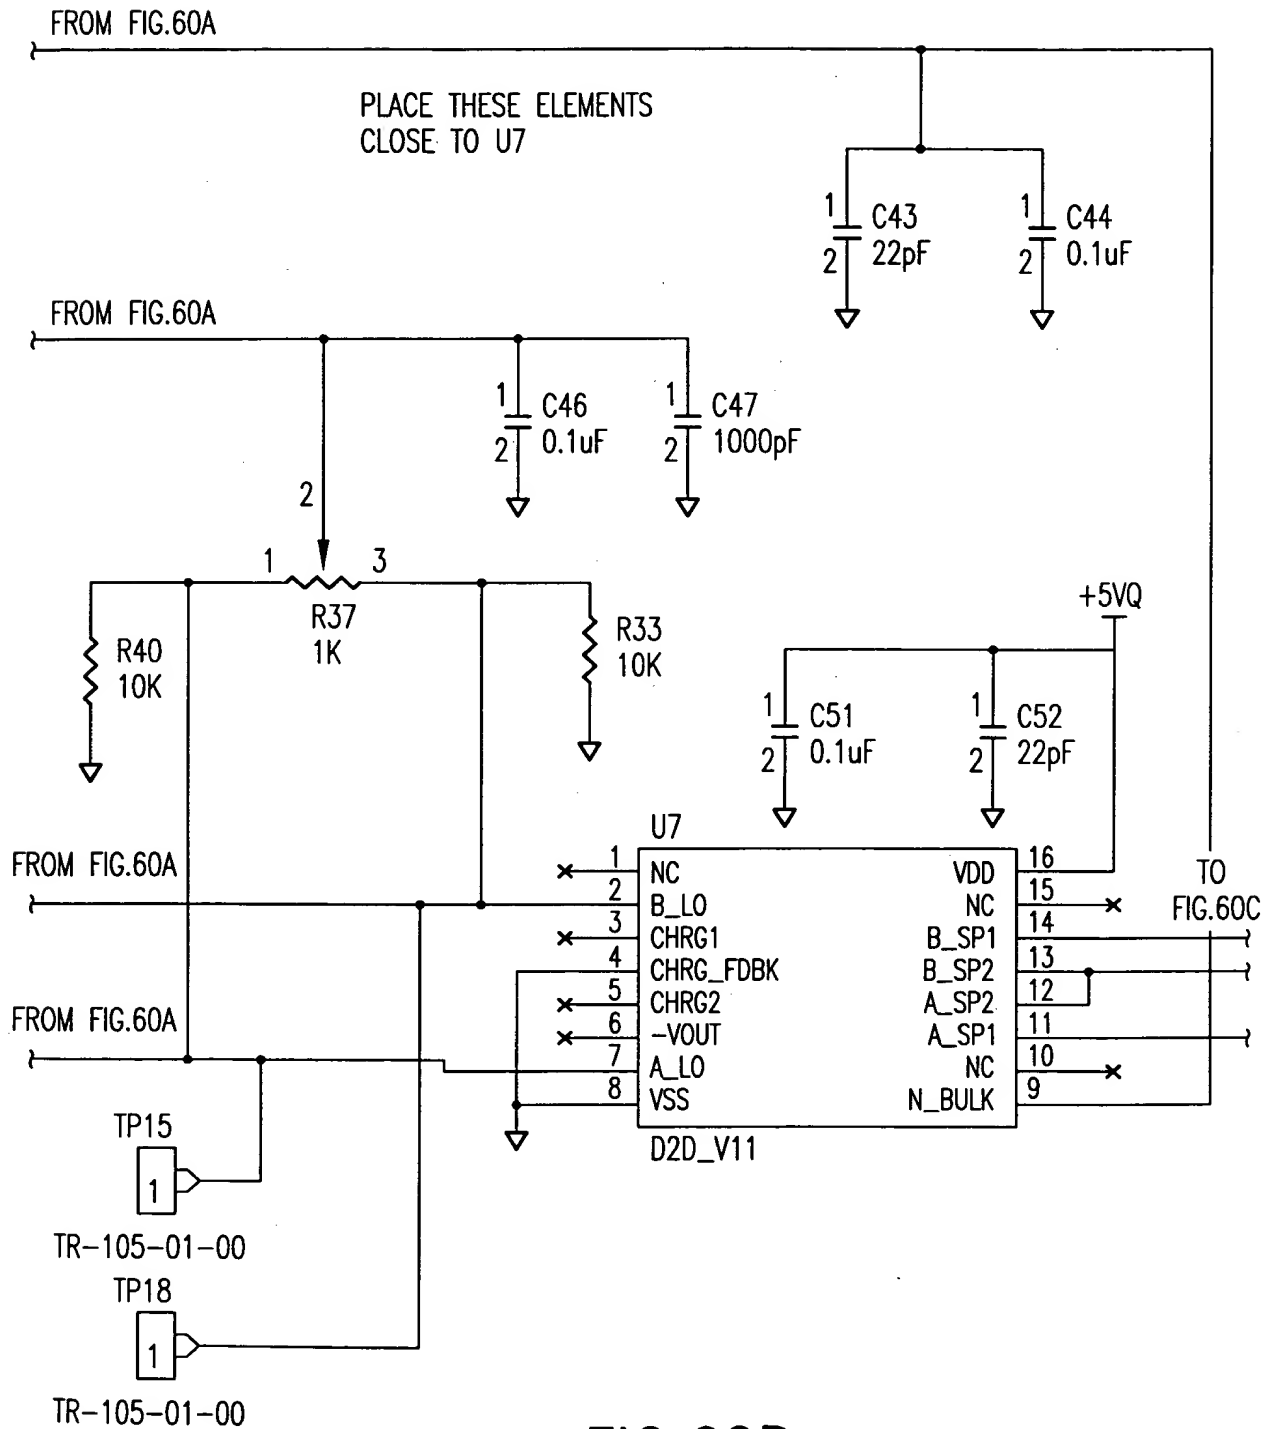 FROM FIG.60A
PLACE THESE ELEMENTS
CLOSE TO U7
1
C43
2
22pF
1
C44
2
0.1uF
FROM FIG.60A
1
C46
2
0.1uF
1
C47
2
1000pF
2
1
3
R37
1K
R40
10K
R33
10K
+5VQ
1
C51
2
0.1uF
1
C52
2
22pF
U7
FROM FIG.60A
1 NC
2 B_LO
3 CHRG1
4 CHRG_FDBK
5 CHRG2
6 -VOUT
7 A_LO
8 VSS
VDD 16
NC 15
B_SP1 14
B_SP2 13
A_SP2 12
A_SP1 11
NC 10
N_BULK 9
TO
FIG.60C
FROM FIG.60A
D2D_V11
TP15
1
TR-105-01-00
TP18
1
TR-105-01-00